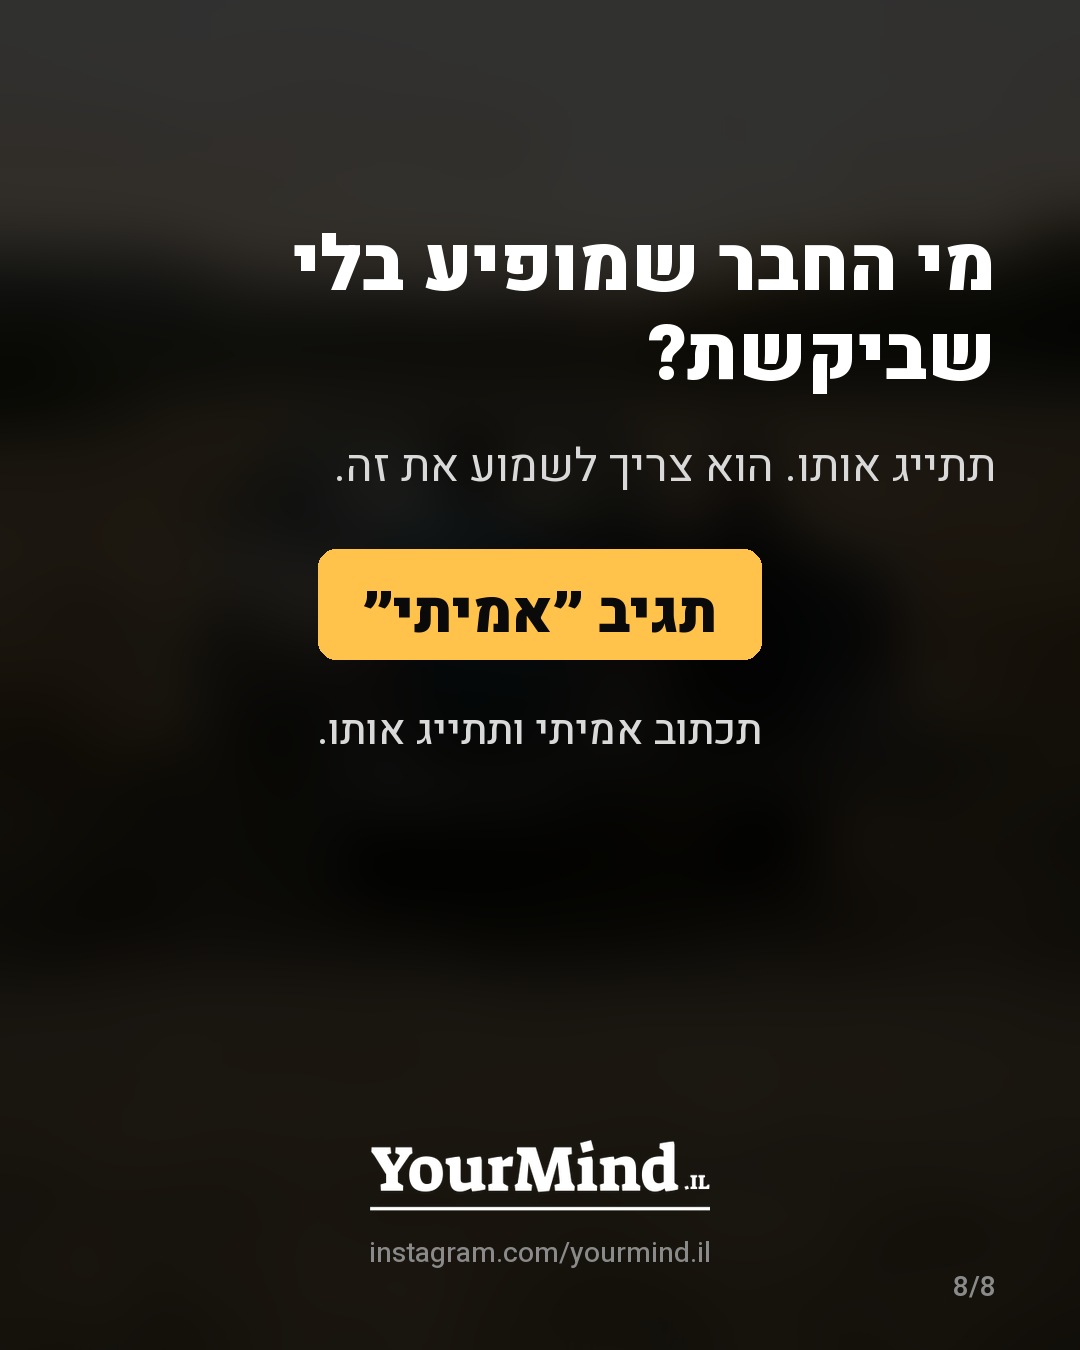 מי החבר שמופיע בלי
שביקשת?
תתייג אותו. הוא צריך לשמוע את זה.
תגיב ״אמיתי״
תכתוב אמיתי ותתייג אותו.
YourMind.IL
instagram.com/yourmind.il
8/8